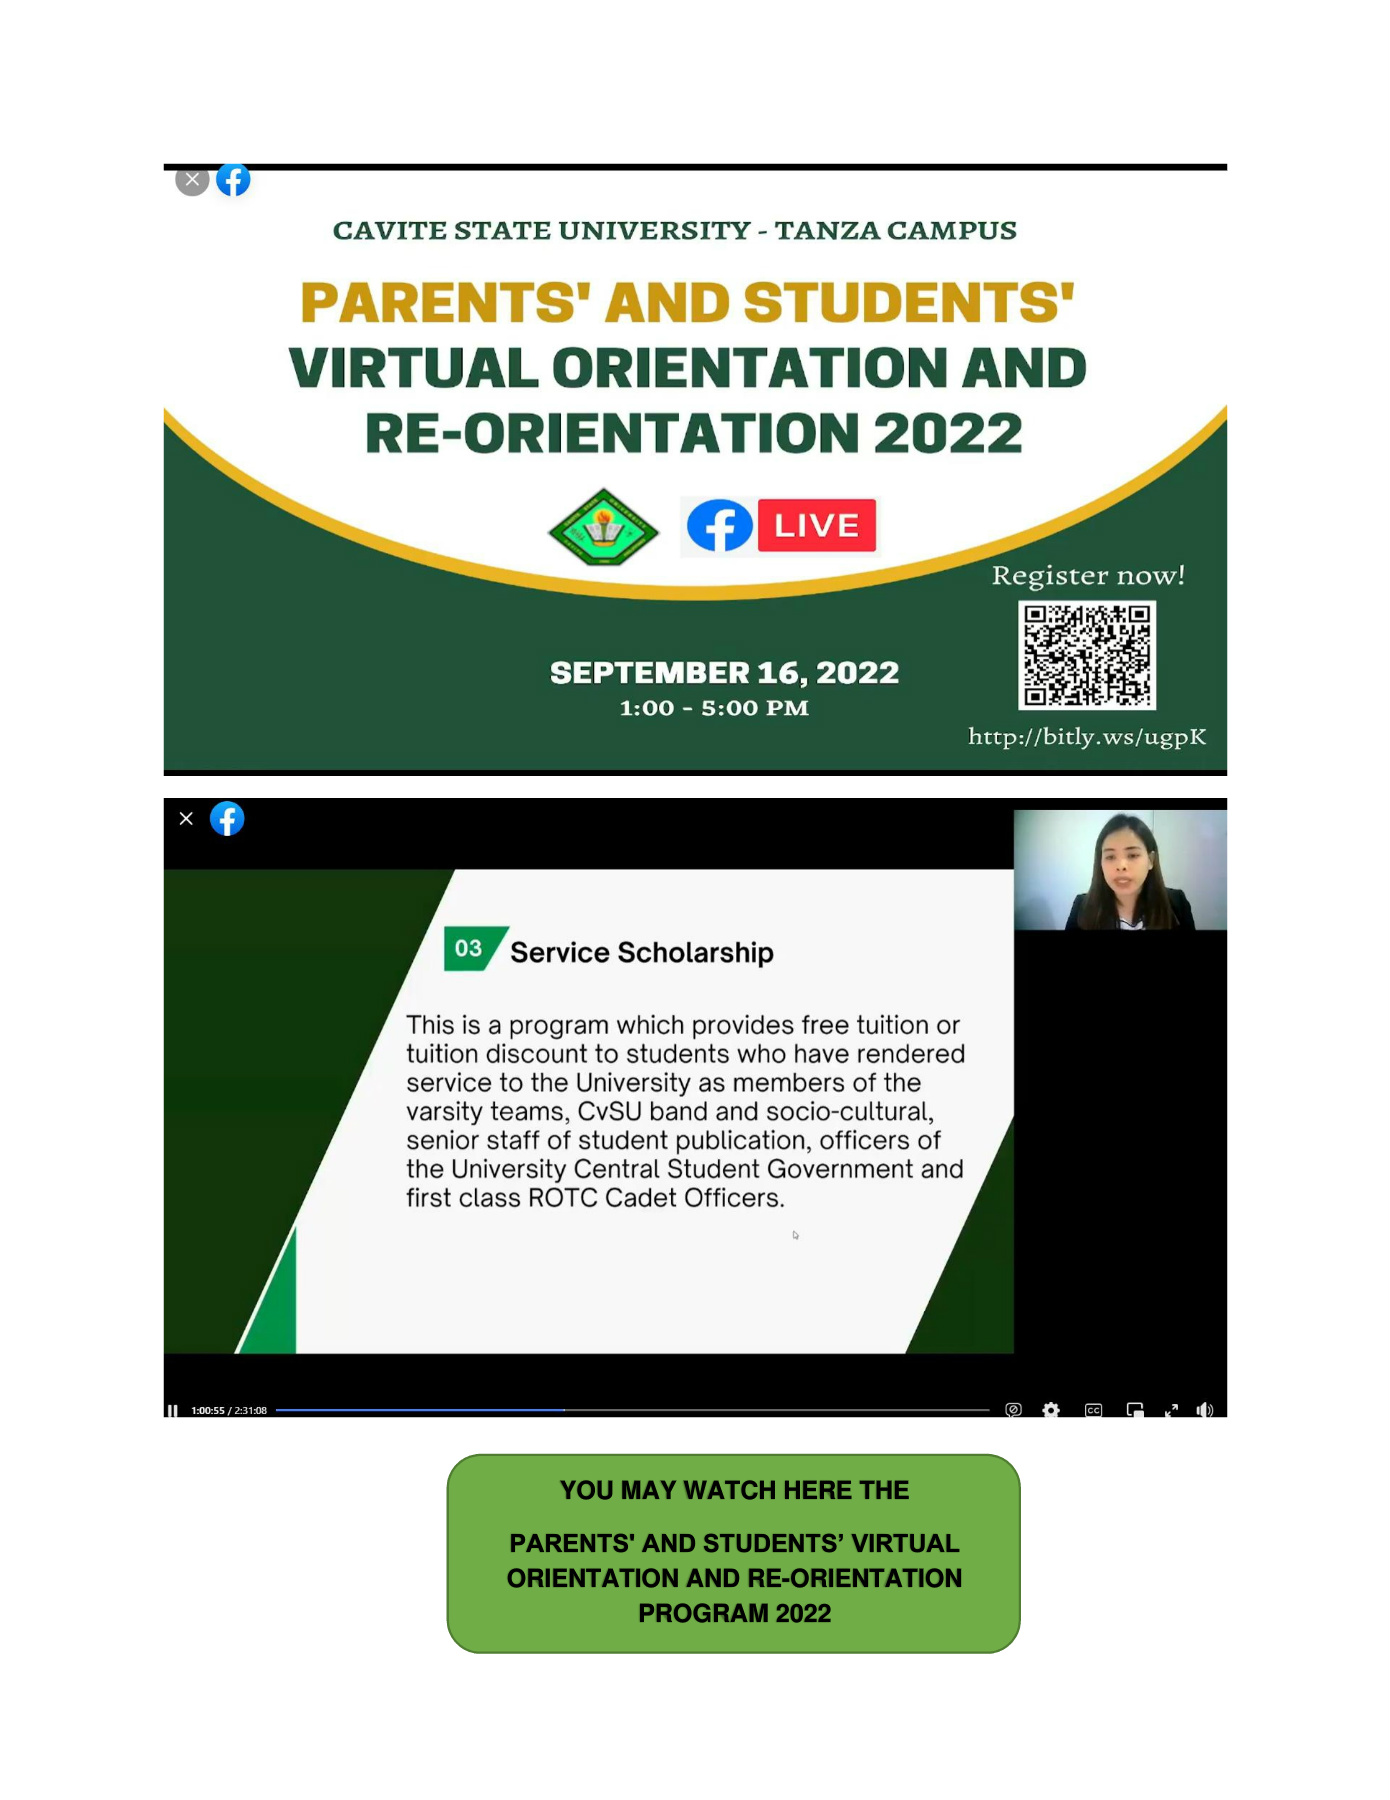 CAVITE STATE UNIVERSITY - TANZA CAMPUS
PARENTS' AND STUDENTS'
VIRTUAL ORIENTATION AND
RE-ORIENTATION 2022
LIVE
Register now!
SEPTEMBER 16, 2022
1:00 - 5:00 PM
http://bitly.ws/ugpK
03 Service Scholarship
This is a program which provides free tuition or
tuition discount to students who have rendered
service to the University as members of the
varsity teams, CvSU band and socio-cultural,
senior staff of student publication, officers of
the University Central Student Government and
first class ROTC Cadet Officers.
1:00:55 / 2:31:08
CC
YOU MAY WATCH HERE THE
PARENTS' AND STUDENTS’ VIRTUAL
ORIENTATION AND RE-ORIENTATION
PROGRAM 2022